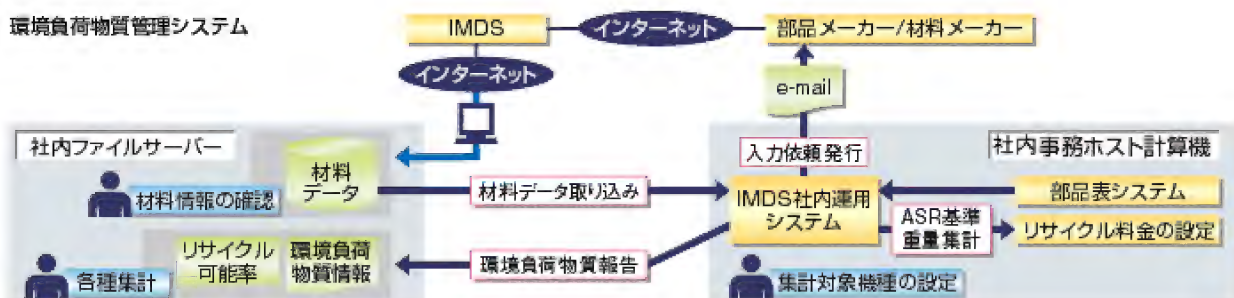 環境負荷物質管理システム
IMDS
インターネット
部品メーカー/材料メーカー
インターネット
e-mail
社内ファイルサーバー
材料
データ
材料情報の確認
材料データ取り込み
入力依頼発行
社内事務ホスト計算機
IMDS社内運用
システム
部品表システム
ASR基準
重量集計
リサイクル料金の設定
リサイクル
可能率
環境負荷
物質情報
各種集計
環境負荷物質報告
集計対象機種の設定